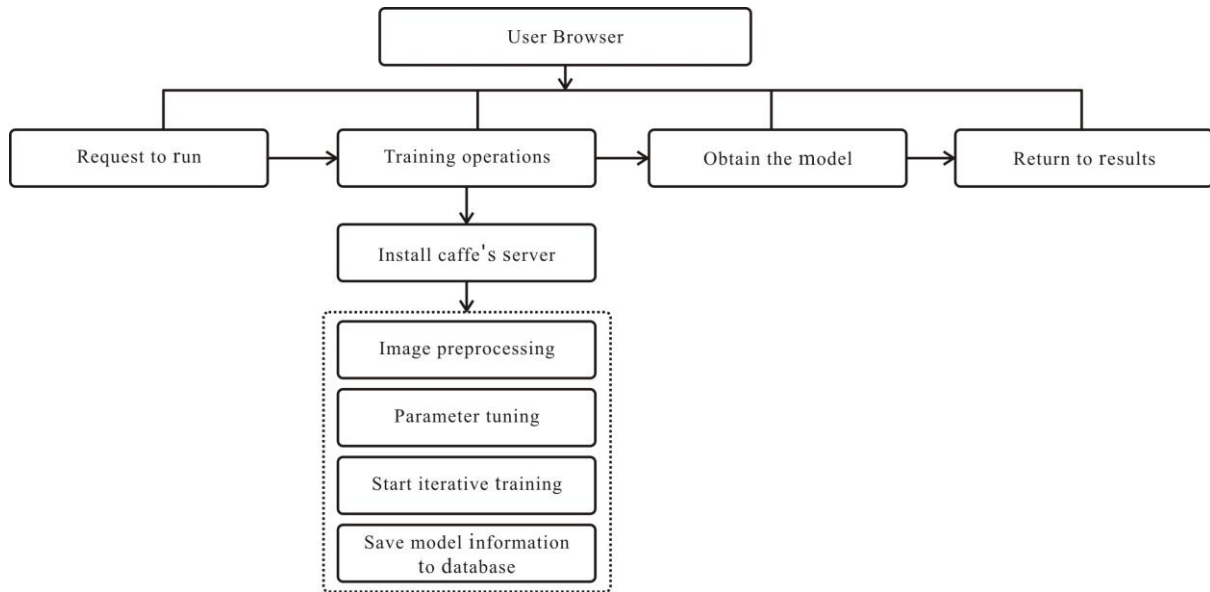 User Browser
Request to run
Training operations
Obtain the model
Return to results
Install caffe's server
Image preprocessing
Parameter tuning
Start iterative training
Save model information
to database